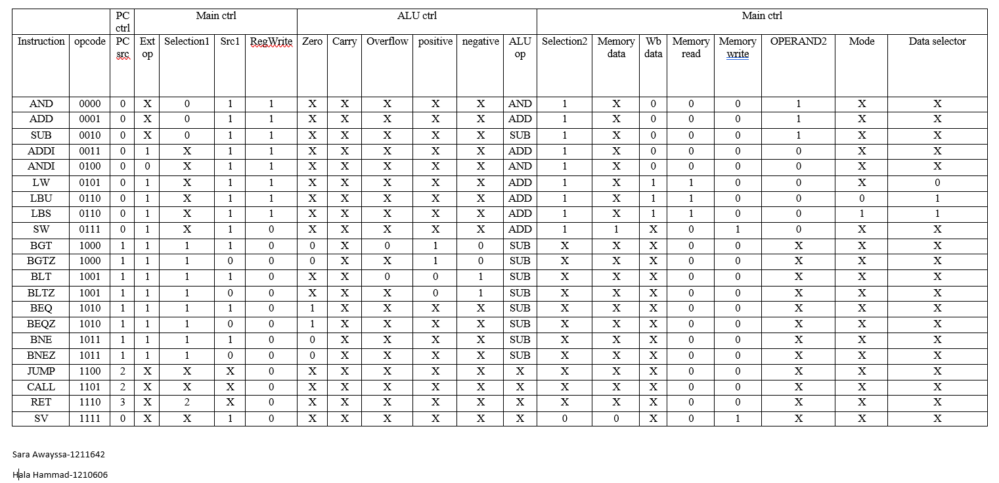 PC ctrl Main ctrl ALU ctrl Main ctrl
Instruction opcode PC src Ext op Selection1 Src1 RegWrite Zero Carry Overflow positive negative ALU op Selection2 Memory data Wb data Memory read Memory write OPERAND2 Mode Data selector
AND 0000 0 X 0 1 1 X X X X X AND 1 X 0 0 0 1 X X
ADD 0001 0 X 0 1 1 X X X X X ADD 1 X 0 0 0 1 X X
SUB 0010 0 X 0 1 1 X X X X X SUB 1 X 0 0 0 1 X X
ADDI 0011 0 1 X 1 1 X X X X X ADD 1 X 0 0 0 0 X X
ANDI 0100 0 0 X 1 1 X X X X X AND 1 X 0 0 0 0 X X
LW 0101 0 1 X 1 1 X X X X X ADD 1 X 1 1 0 0 X 0
LBU 0110 0 1 X 1 1 X X X X X ADD 1 X 1 1 0 0 0 1
LBS 0110 0 1 X 1 1 X X X X X ADD 1 X 1 1 0 0 1 1
SW 0111 0 1 X 1 0 X X X X X ADD 1 1 X 0 1 0 X X
BGT 1000 1 1 1 1 0 0 X 0 1 0 SUB X X X 0 0 X X X
BGTZ 1000 1 1 1 0 0 0 X X 1 0 SUB X X X 0 0 X X X
BLT 1001 1 1 1 1 0 X X 0 0 1 SUB X X X 0 0 X X X
BLTZ 1001 1 1 1 0 0 X X X 0 1 SUB X X X 0 0 X X X
BEQ 1010 1 1 1 1 0 1 X X X X SUB X X X 0 0 X X X
BEQZ 1010 1 1 1 0 0 1 X X X X SUB X X X 0 0 X X X
BNE 1011 1 1 1 1 0 0 X X X X SUB X X X 0 0 X X X
BNEZ 1011 1 1 1 0 0 0 X X X X SUB X X X 0 0 X X X
JUMP 1100 2 X X X 0 X X X X X X X X X 0 0 X X X
CALL 1101 2 X X X 0 X X X X X X X X X 0 0 X X X
RET 1110 3 X 2 X 0 X X X X X X X X X 0 0 X X X
SV 1111 0 X X 1 0 X X X X X X 0 0 X 0 1 X X X
Sara Awayssa-1211642
Hala Hammad-1210606